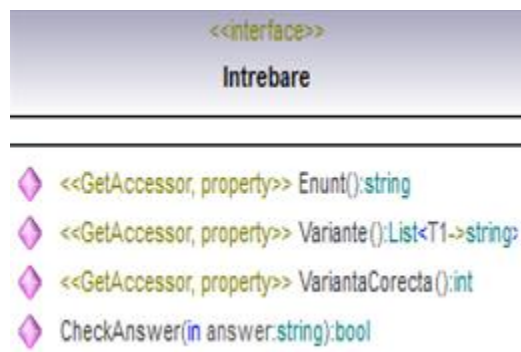 <<interface>>
Intrebare
<<GetAccessor, property>> Enunt():string
<<GetAccessor, property>> Variante():List<T1->string>
<<GetAccessor, property>> VariantaCorecta():int
CheckAnswer(in answer:string):bool